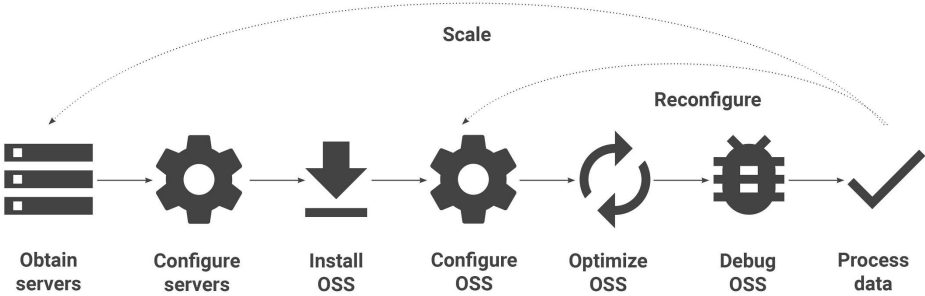 Scale
Reconfigure
Obtain
servers
Configure
servers
Install
OSS
Configure
OSS
Optimize
OSS
Debug
OSS
Process
data